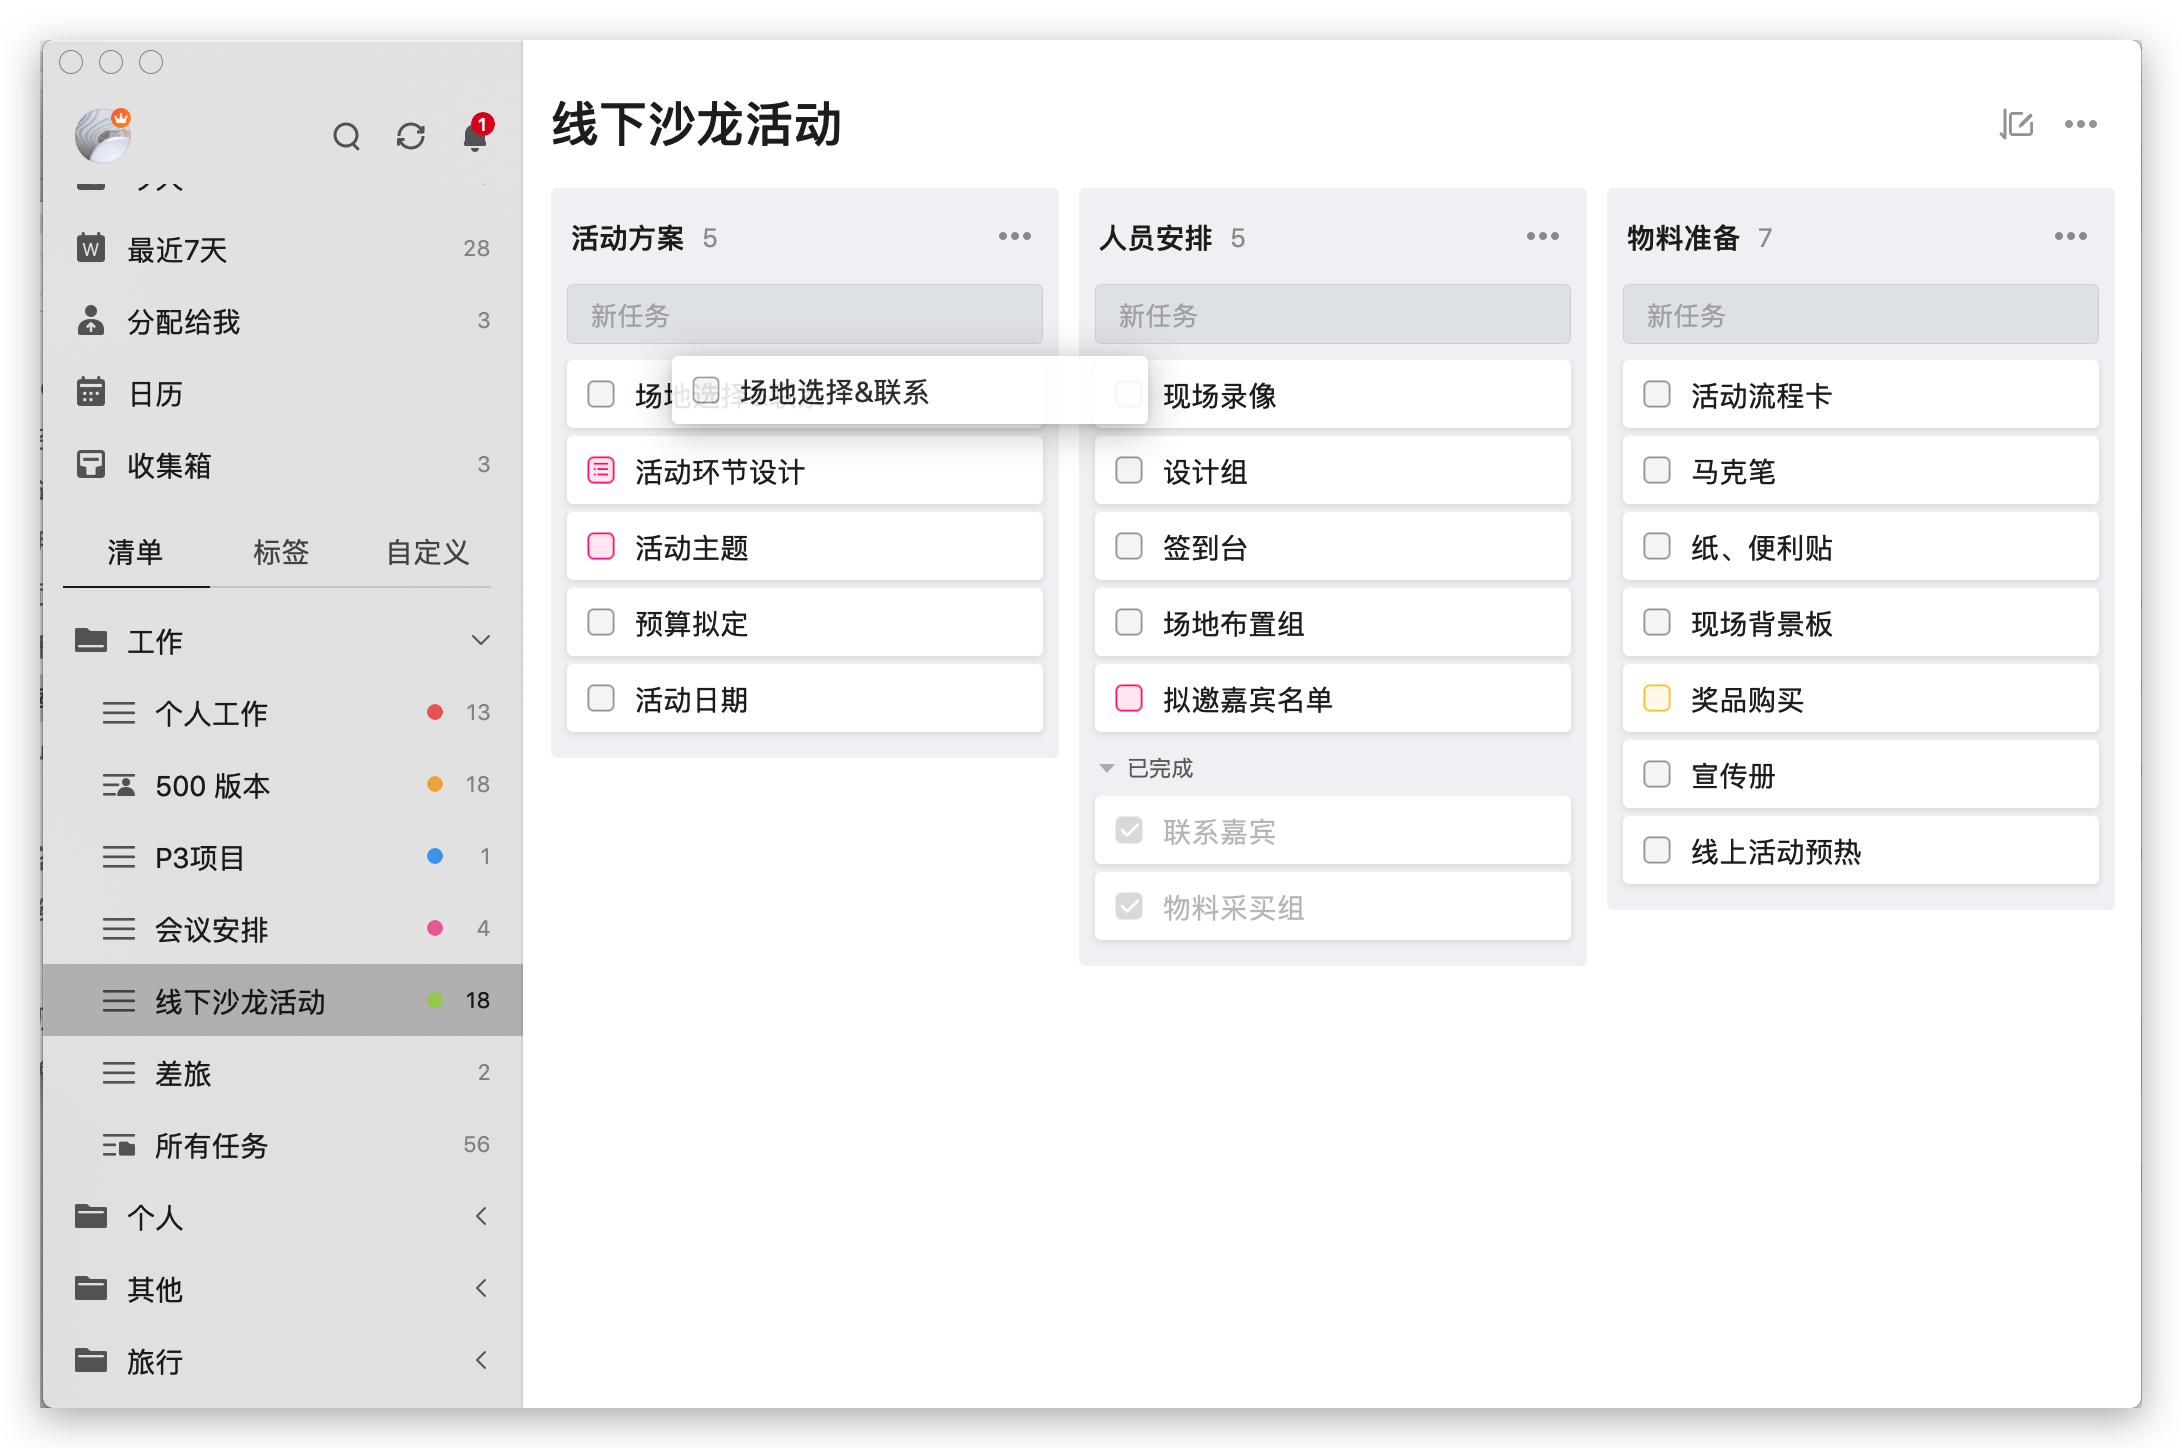 1
W
最近7天 28
分配给我 3
日历
收集箱 3
清单 标签 自定义
工作
个人工作 13
500 版本 18
P3项目 1
会议安排 4
线下沙龙活动 18
差旅 2
所有任务 56
个人
其他
旅行
线下沙龙活动
活动方案 5
新任务
场地选择&联系
活动环节设计
活动主题
预算拟定
活动日期
人员安排 5
新任务
现场录像
设计组
签到台
场地布置组
拟邀嘉宾名单
已完成
联系嘉宾
物料采买组
物料准备 7
新任务
活动流程卡
马克笔
纸、便利贴
现场背景板
奖品购买
宣传册
线上活动预热